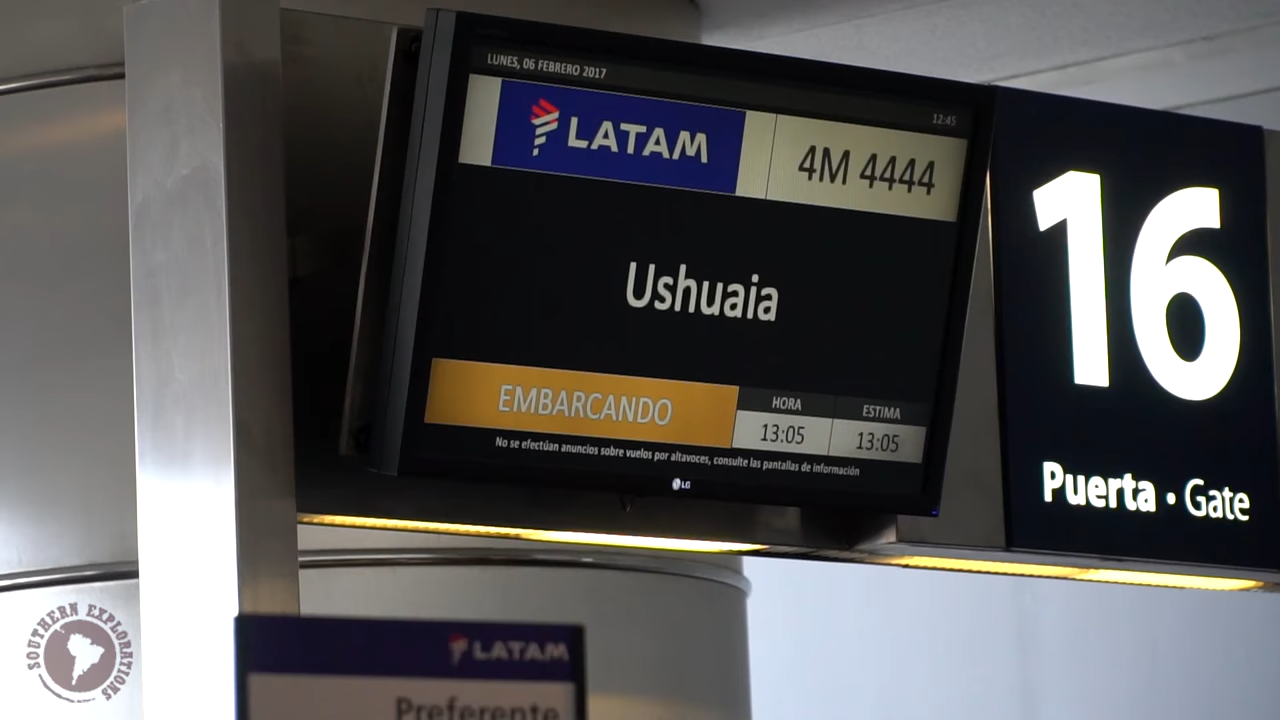 LUNES, 06 FEBRERO 2017
12:45
LATAM
4M 4444
Ushuaia
EMBARCANDO
HORA
ESTIMA
13:05
13:05
No se efectúan anuncios sobre vuelos por altavoces, consulte las pantallas de información
LG
16
Puerta · Gate
LATAM
Preferente
SOUTHERN EXPLORATIONS